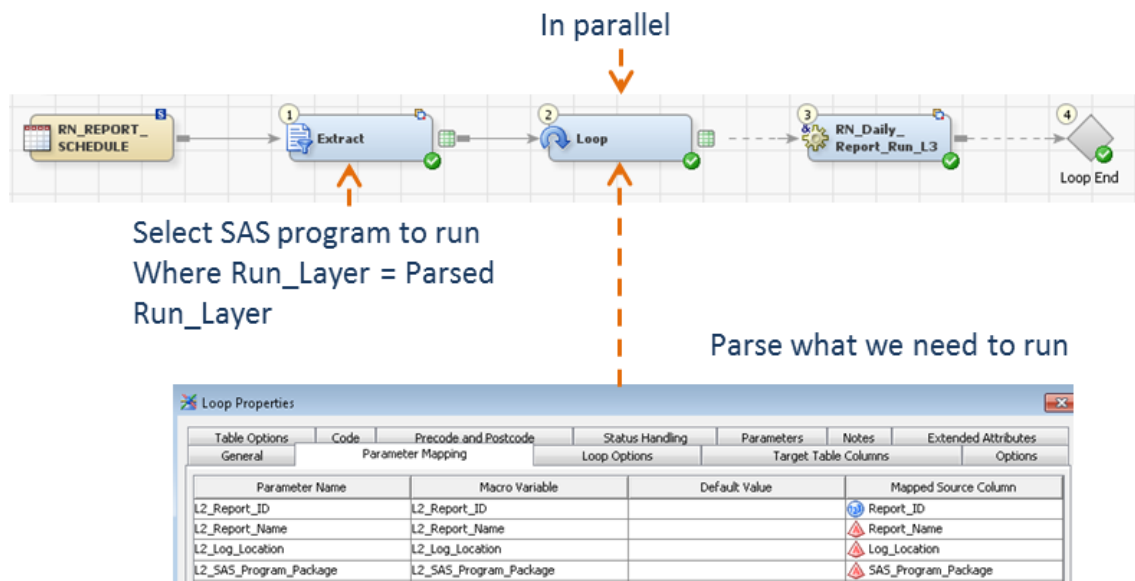 In parallel
RN_REPORT_
SCHEDULE
S
1
Extract
2
Loop
3
&
RN_Daily_
Report_Run_L3
4
Loop End
Select SAS program to run
Where Run_Layer = Parsed
Run_Layer
Parse what we need to run
Loop Properties
Table Options Code Precode and Postcode Status Handling Parameters Notes Extended Attributes
General Parameter Mapping Loop Options Target Table Columns Options
Parameter Name Macro Variable Default Value Mapped Source Column
L2_Report_ID L2_Report_ID 123 Report_ID
L2_Report_Name L2_Report_Name Report_Name
L2_Log_Location L2_Log_Location Log_Location
L2_SAS_Program_Package L2_SAS_Program_Package SAS_Program_Package